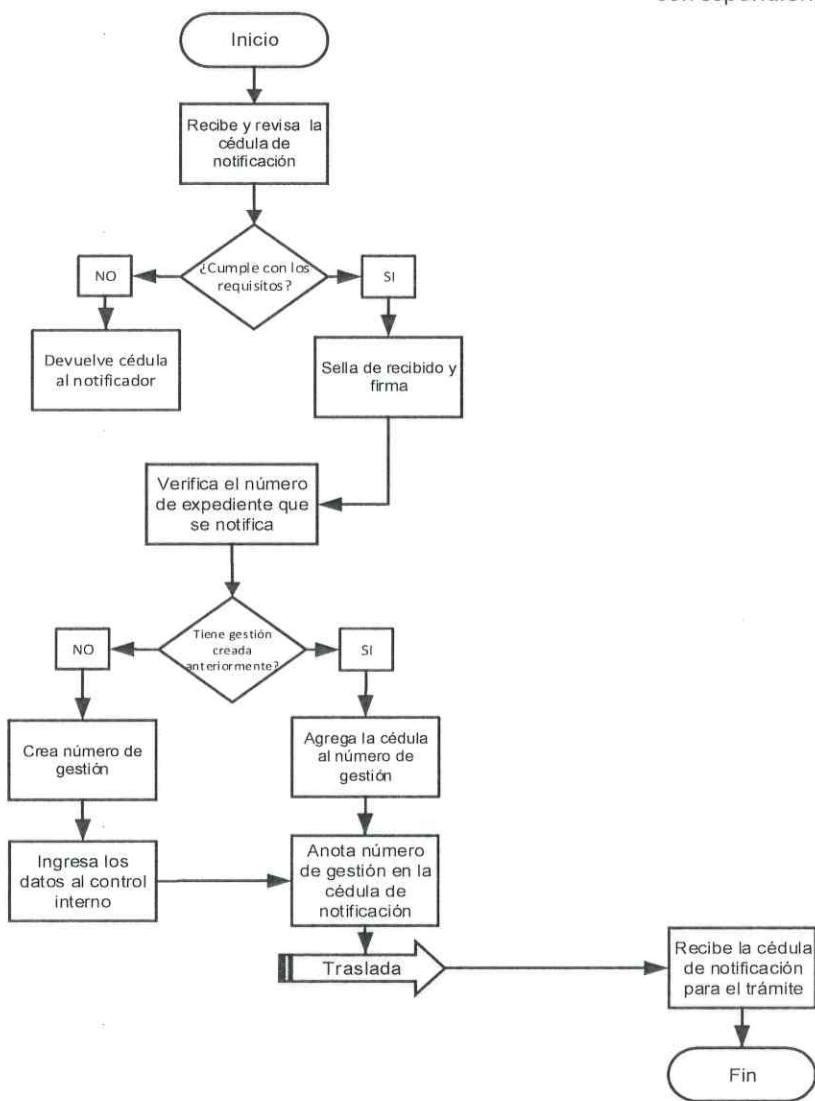 Inicio
Recibe y revisa la
cédula de
notificación
¿Cumple con los
requisitos?
NO
SI
Devuelve cédula
al notificador
Sella de recibido y
firma
Verifica el número
de expediente que
se notifica
Tiene gestión
creada
anteriormente?
NO
SI
Crea número de
gestión
Agrega la cédula
al número de
gestión
Ingresa los
datos al control
interno
Anota número
de gestión en la
cédula de
notificación
Traslada
Recibe la cédula
de notificación
para el trámite
Fin